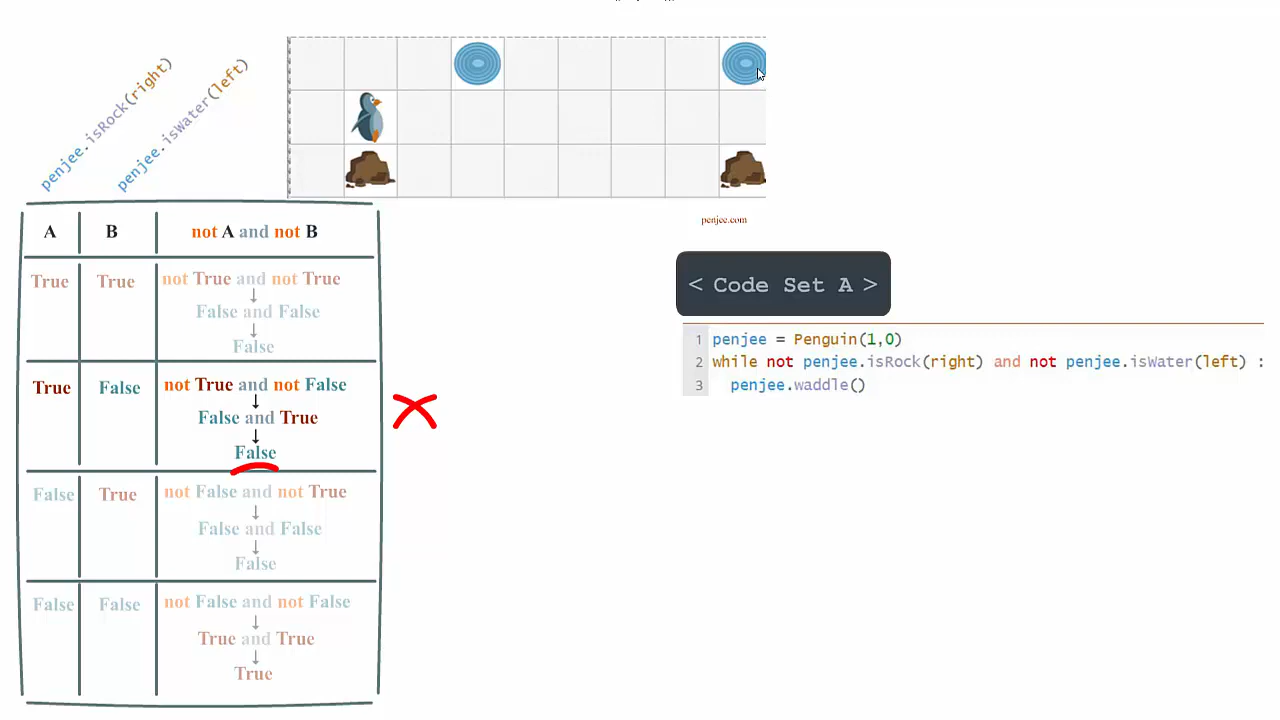 penjee.isRock(right)
penjee.isWater(left)
penjee.com
A B not A and not B
True True not True and not True
False and False
False
True False not True and not False
False and True
False
False True not False and not True
False and False
False
False False not False and not False
True and True
True
< Code Set A >
1 penjee = Penguin(1,0)
2 while not penjee.isRock(right) and not penjee.isWater(left) :
3 penjee.waddle()